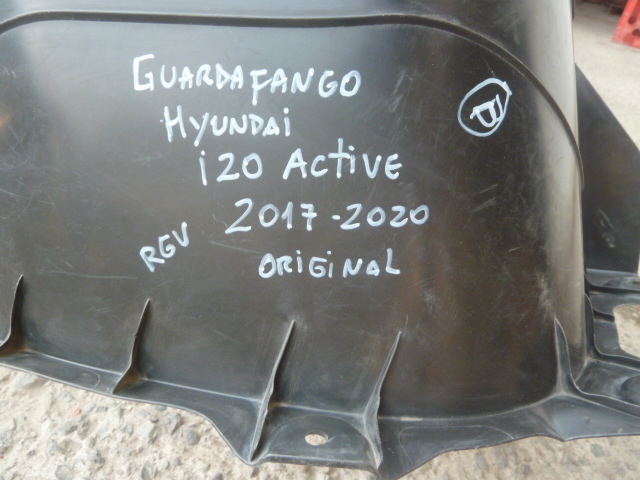 GUARDAFANGO
HYUNDAI
i20 ACTIVE
2017-2020
RGV
ORIGINAL